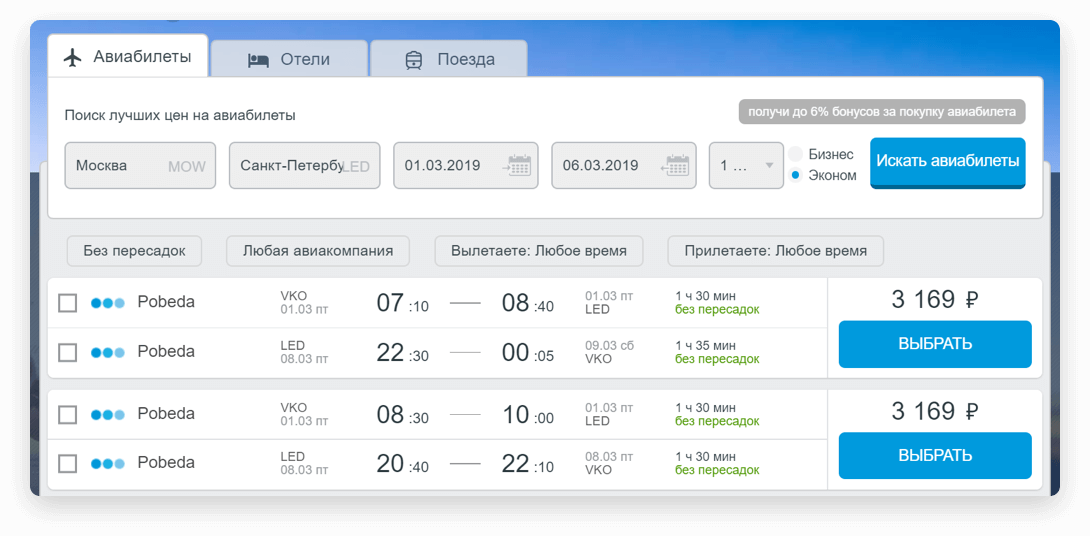 Авиабилеты
Отели
Поезда
Поиск лучших цен на авиабилеты
получи до 6% бонусов за покупку авиабилета
Москва MOW
Санкт-Петербу LED
01.03.2019
06.03.2019
1 ...
Бизнес
Эконом
Искать авиабилеты
Без пересадок
Любая авиакомпания
Вылетаете: Любое время
Прилетаете: Любое время
Pobeda VKO 07:10 08:40 01.03 пт 1 ч 30 мин
01.03 пт LED без пересадок
Pobeda LED 22:30 00:05 09.03 сб 1 ч 35 мин
08.03 пт VKO без пересадок
3 169 ₽
ВЫБРАТЬ
Pobeda VKO 08:30 10:00 01.03 пт 1 ч 30 мин
01.03 пт LED без пересадок
Pobeda LED 20:40 22:10 08.03 пт 1 ч 30 мин
08.03 пт VKO без пересадок
3 169 ₽
ВЫБРАТЬ